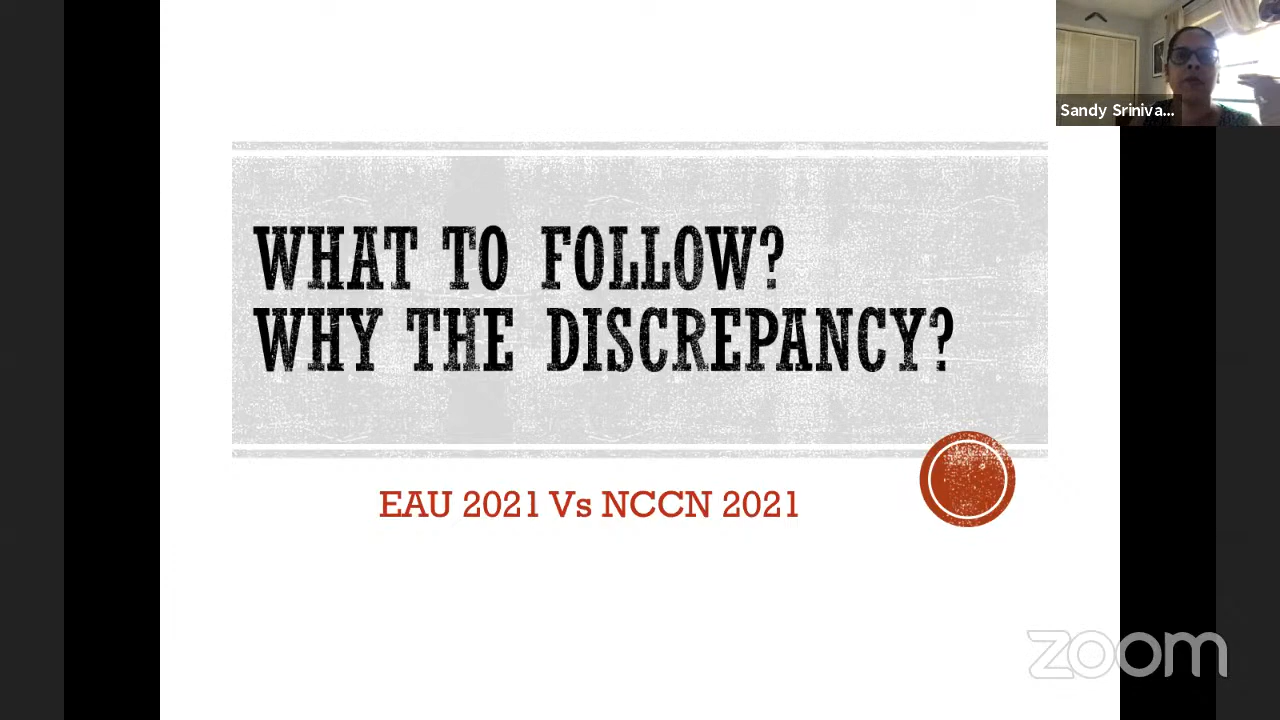 Sandy Sriniva...
WHAT TO FOLLOW?
WHY THE DISCREPANCY?
EAU 2021 Vs NCCN 2021
zoom